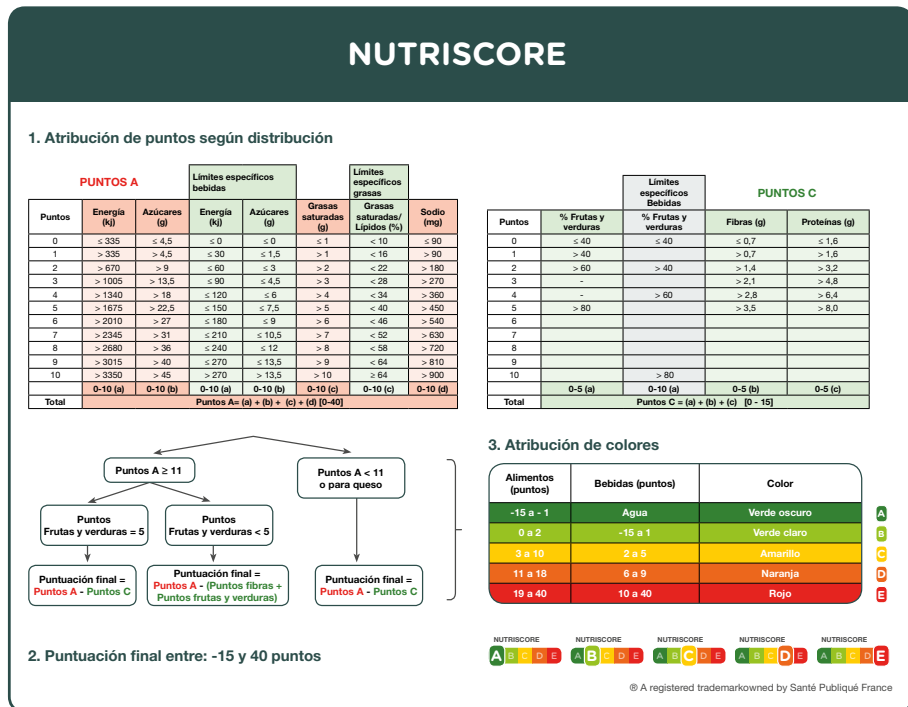 NUTRISCORE
1. Atribución de puntos según distribución
PUNTOS A
Límites específicos bebidas
Límites específicos grasas
Puntos Energía (kj) Azúcares (g) Energía (kj) Azúcares (g) Grasas saturadas (g) Grasas saturadas/ Lípidos (%) Sodio (mg)
0 ≤ 335 ≤ 4,5 ≤ 0 ≤ 0 ≤ 1 < 10 ≤ 90
1 > 335 > 4,5 ≤ 30 ≤ 1,5 > 1 < 16 > 90
2 > 670 > 9 ≤ 60 ≤ 3 > 2 < 22 > 180
3 > 1005 > 13,5 ≤ 90 ≤ 4,5 > 3 < 28 > 270
4 > 1340 > 18 ≤ 120 ≤ 6 > 4 < 34 > 360
5 > 1675 > 22,5 ≤ 150 ≤ 7,5 > 5 < 40 > 450
6 > 2010 > 27 ≤ 180 ≤ 9 > 6 < 46 > 540
7 > 2345 > 31 ≤ 210 ≤ 10,5 > 7 < 52 > 630
8 > 2680 > 36 ≤ 240 ≤ 12 > 8 < 58 > 720
9 > 3015 > 40 ≤ 270 ≤ 13,5 > 9 < 64 > 810
10 > 3350 > 45 > 270 > 13,5 > 10 ≥ 64 > 900
0-10 (a) 0-10 (b) 0-10 (a) 0-10 (b) 0-10 (c) 0-10 (c) 0-10 (d)
Total Puntos A= (a) + (b) + (c) + (d) [0-40]
Límites específicos Bebidas
PUNTOS C
Puntos % Frutas y verduras % Frutas y verduras Fibras (g) Proteínas (g)
0 ≤ 40 ≤ 40 ≤ 0,7 ≤ 1,6
1 > 40 > 0,7 > 1,6
2 > 60 > 40 > 1,4 > 3,2
3 - > 2,1 > 4,8
4 - > 60 > 2,8 > 6,4
5 > 80 > 3,5 > 8,0
6
7
8
9
10 > 80
0-5 (a) 0-10 (a) 0-5 (b) 0-5 (c)
Total Puntos C = (a) + (b) + (c) [0 - 15]
Puntos A ≥ 11
Puntos A < 11
o para queso
Puntos
Frutas y verduras = 5
Puntos
Frutas y verduras < 5
Puntuación final =
Puntos A - Puntos C
Puntuación final =
Puntos A - (Puntos fibras +
Puntos frutas y verduras)
Puntuación final =
Puntos A - Puntos C
2. Puntuación final entre: -15 y 40 puntos
3. Atribución de colores
Alimentos (puntos) Bebidas (puntos) Color
-15 a - 1 Agua Verde oscuro A
0 a 2 -15 a 1 Verde claro B
3 a 10 2 a 5 Amarillo C
11 a 18 6 a 9 Naranja D
19 a 40 10 a 40 Rojo E
NUTRISCORE NUTRISCORE NUTRISCORE NUTRISCORE NUTRISCORE
A B C D E A B C D E A B C D E A B C D E A B C D E
® A registered trademarkowned by Santé Publiqué France